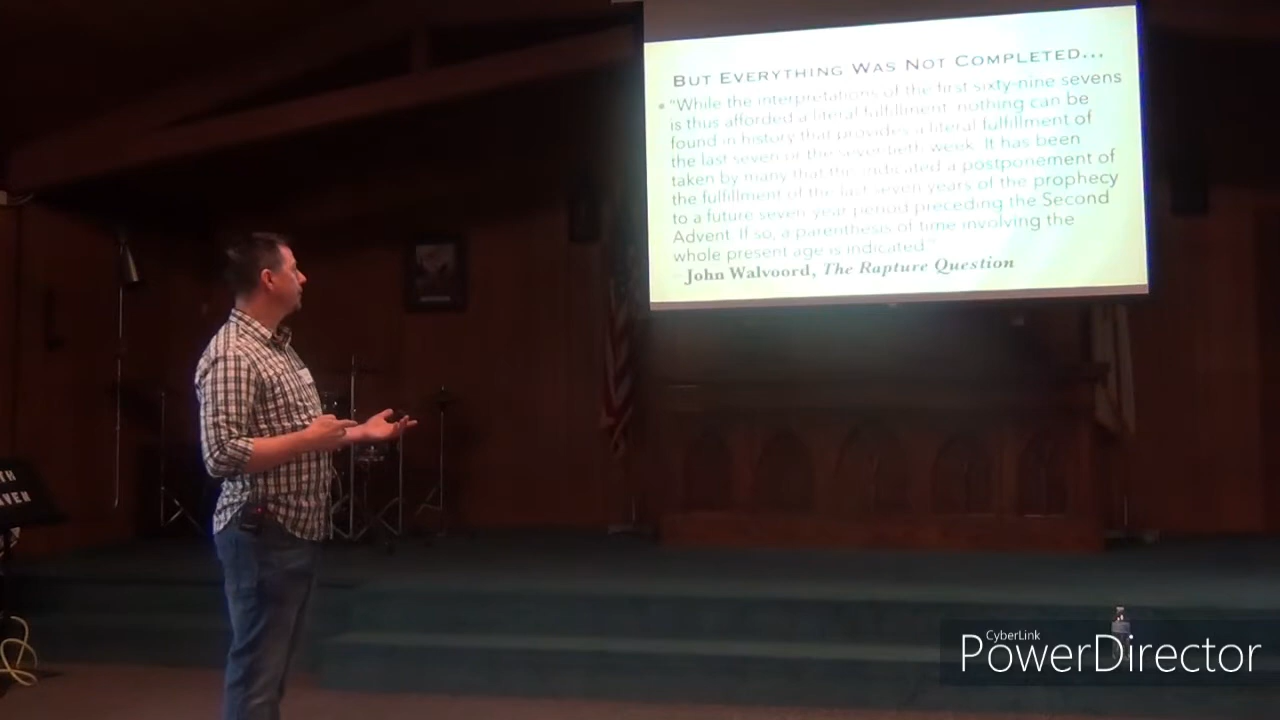 BUT EVERYTHING WAS NOT COMPLETED...
• "While the interpretations of the first sixty-nine sevens
is thus afforded a literal fulfillment, nothing can be
found in history that provides a literal fulfillment of
the last seven or the seventieth week. It has been
taken by many that this indicated a postponement of
the fulfillment of the last seven years of the prophecy
to a future seven year period preceding the Second
Advent. If so, a parenthesis of time involving the
whole present age is indicated."
John Walvoord, The Rapture Question
TH
AVEN
CyberLink
PowerDirector